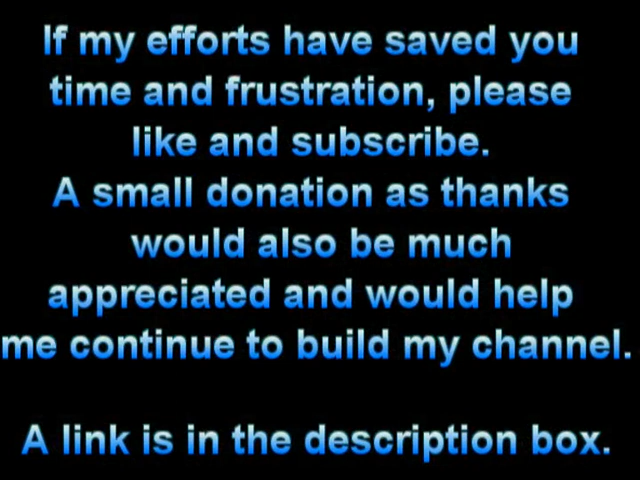 If my efforts have saved you
time and frustration, please
like and subscribe.
A small donation as thanks
would also be much
appreciated and would help
me continue to build my channel.
A link is in the description box.